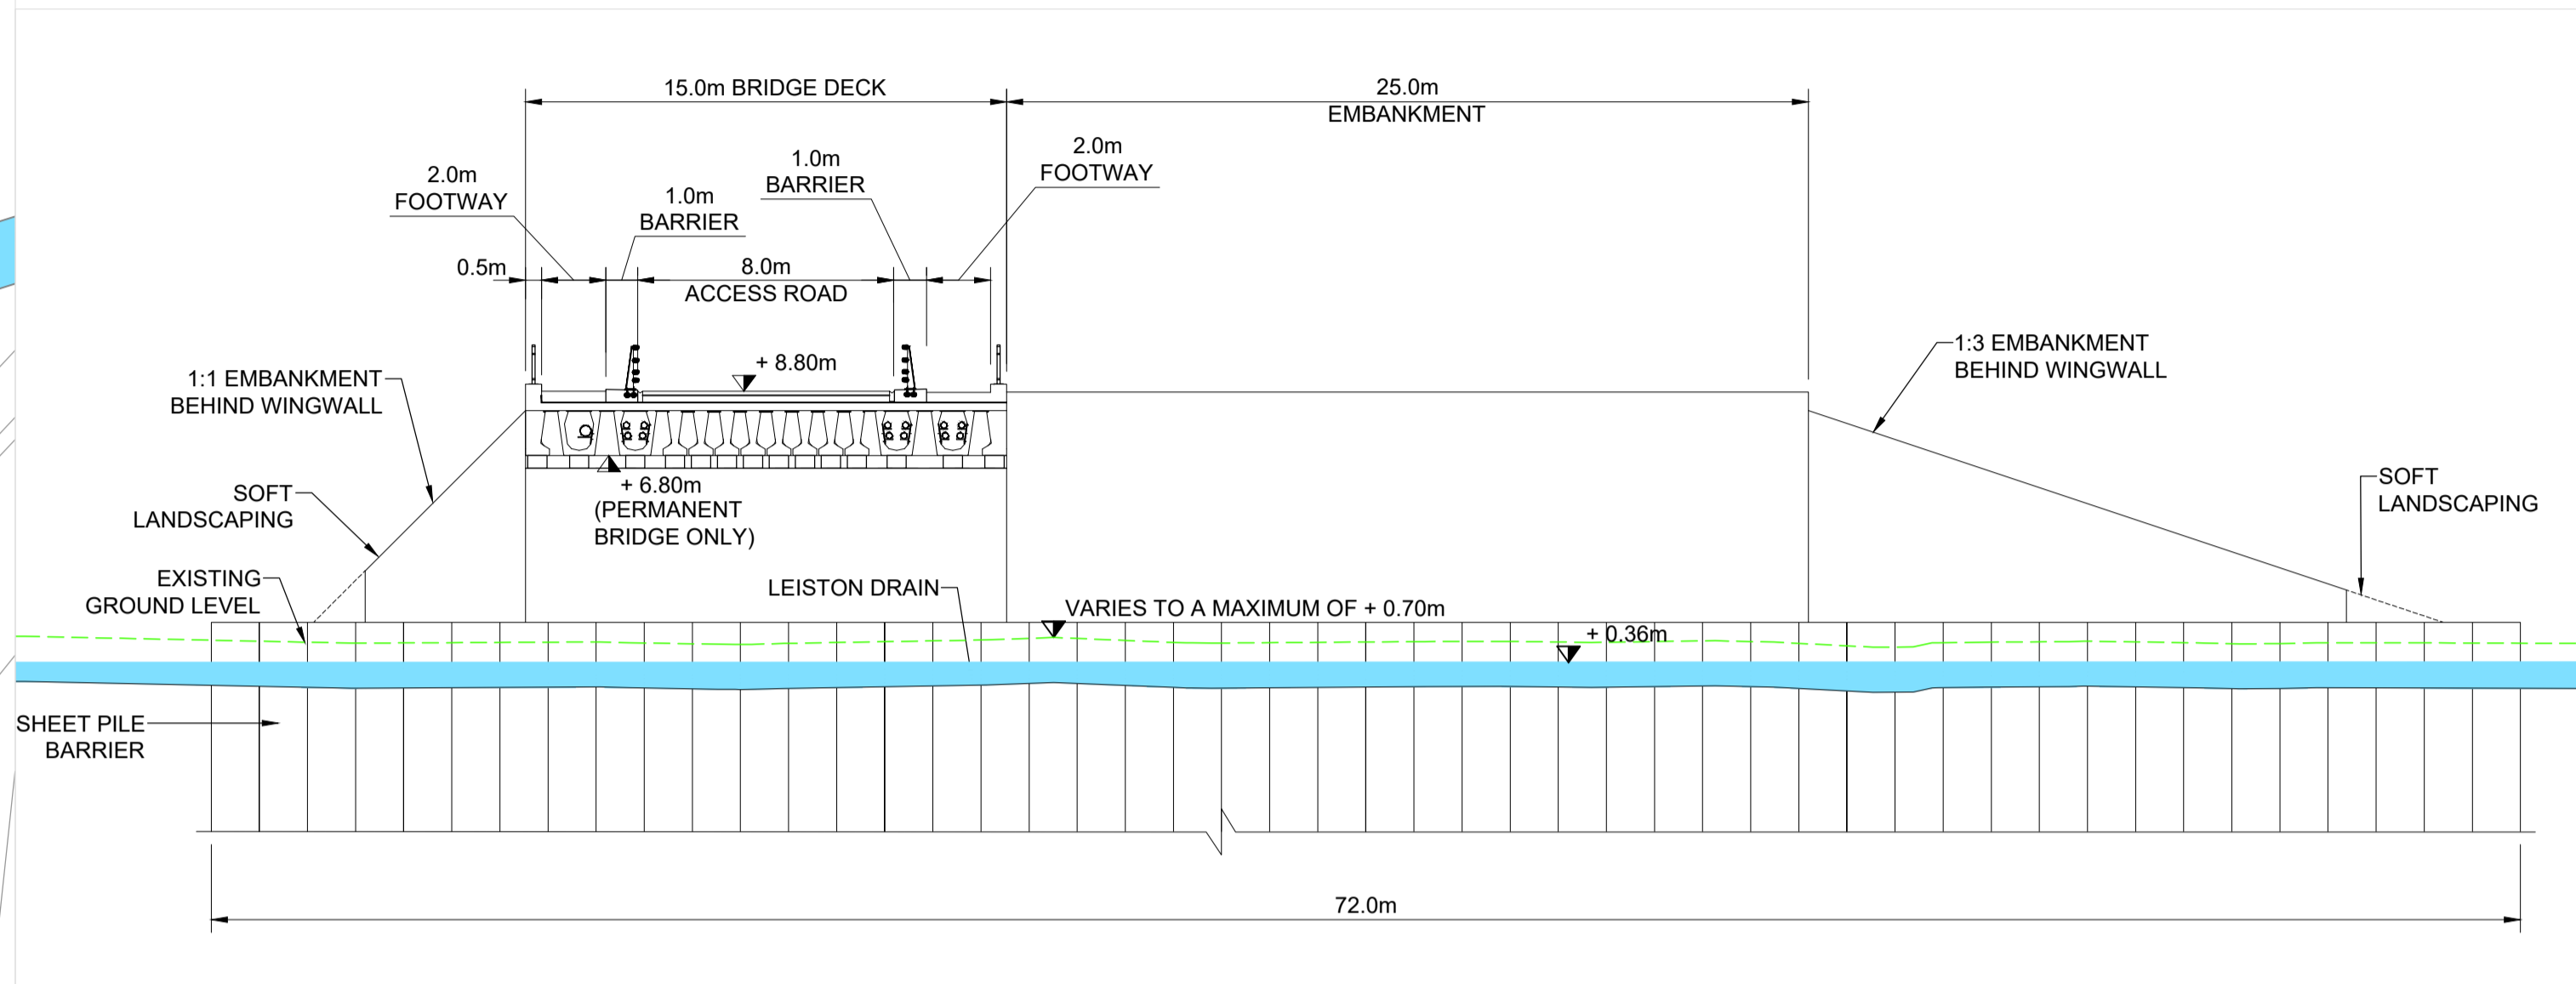 15.0m BRIDGE DECK
25.0m
EMBANKMENT
2.0m
FOOTWAY
1.0m
BARRIER
1.0m
BARRIER
2.0m
FOOTWAY
0.5m
8.0m
ACCESS ROAD
+ 8.80m
1:1 EMBANKMENT
BEHIND WINGWALL
1:3 EMBANKMENT
BEHIND WINGWALL
+ 6.80m
(PERMANENT
BRIDGE ONLY)
SOFT
LANDSCAPING
SOFT
LANDSCAPING
EXISTING
GROUND LEVEL
LEISTON DRAIN
VARIES TO A MAXIMUM OF + 0.70m
+ 0.36m
SHEET PILE
BARRIER
72.0m